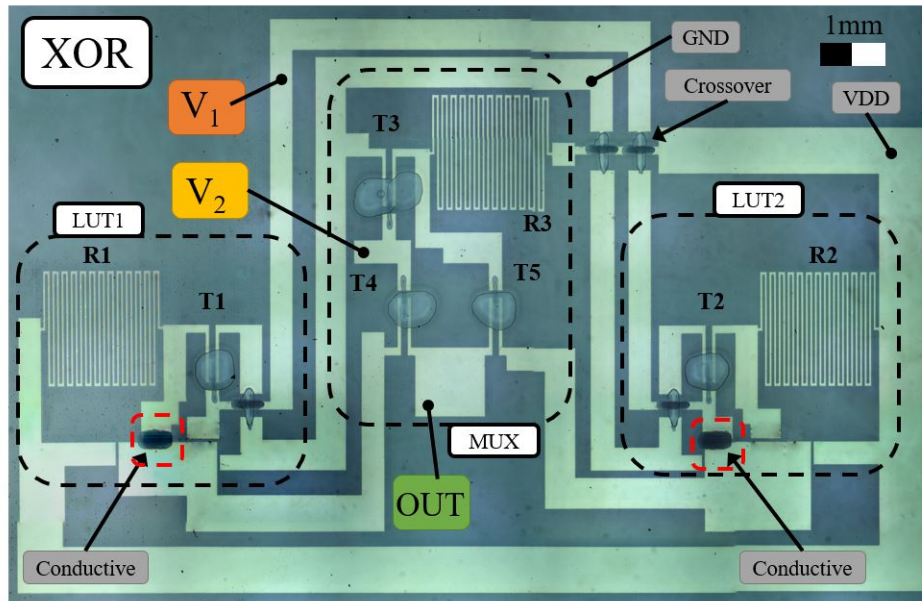 XOR
GND
1mm
V1
Crossover
VDD
T3
V2
LUT1
R3
LUT2
R1
T4
T5
R2
T1
T2
MUX
OUT
Conductive
Conductive